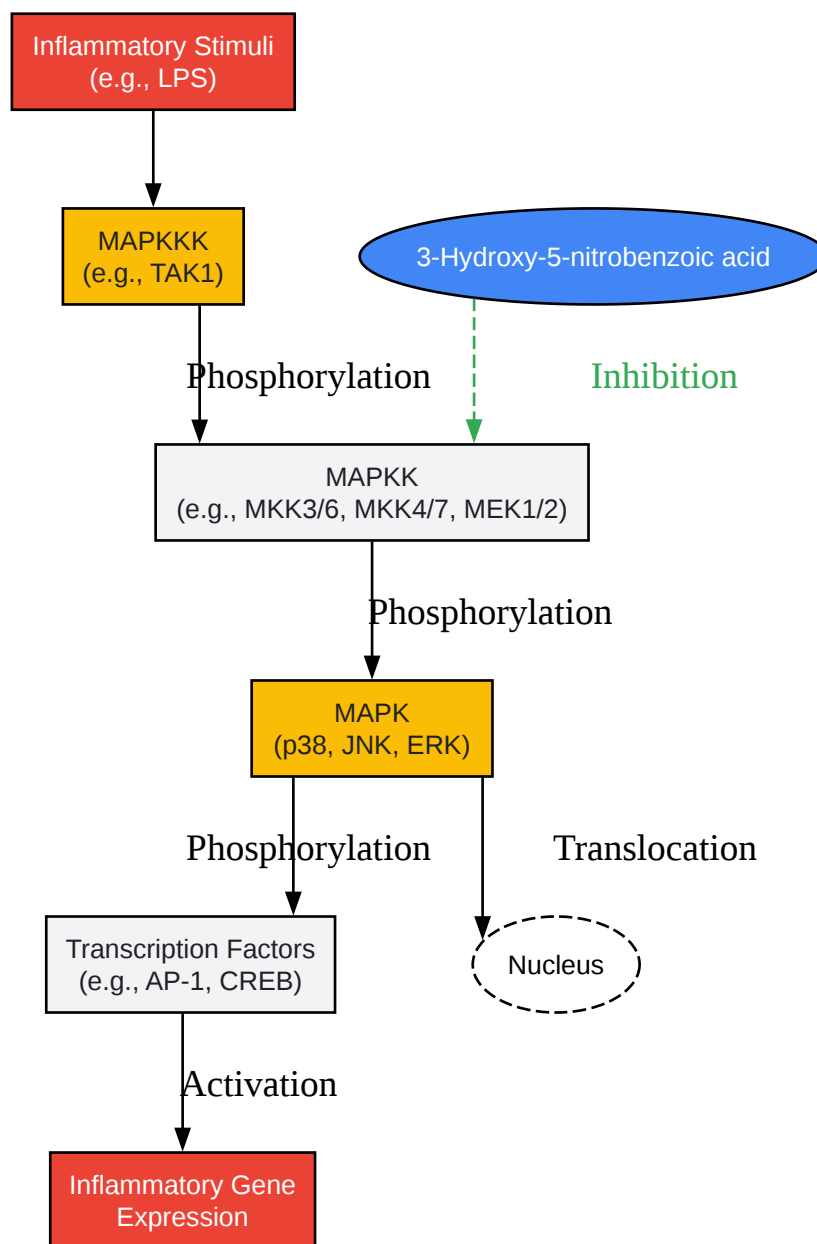 Inflammatory Stimuli
(e.g., LPS)
MAPKKK
(e.g., TAK1)
3-Hydroxy-5-nitrobenzoic acid
Phosphorylation
Inhibition
MAPKK
(e.g., MKK3/6, MKK4/7, MEK1/2)
Phosphorylation
MAPK
(p38, JNK, ERK)
Phosphorylation
Translocation
Transcription Factors
(e.g., AP-1, CREB)
Nucleus
Activation
Inflammatory Gene
Expression